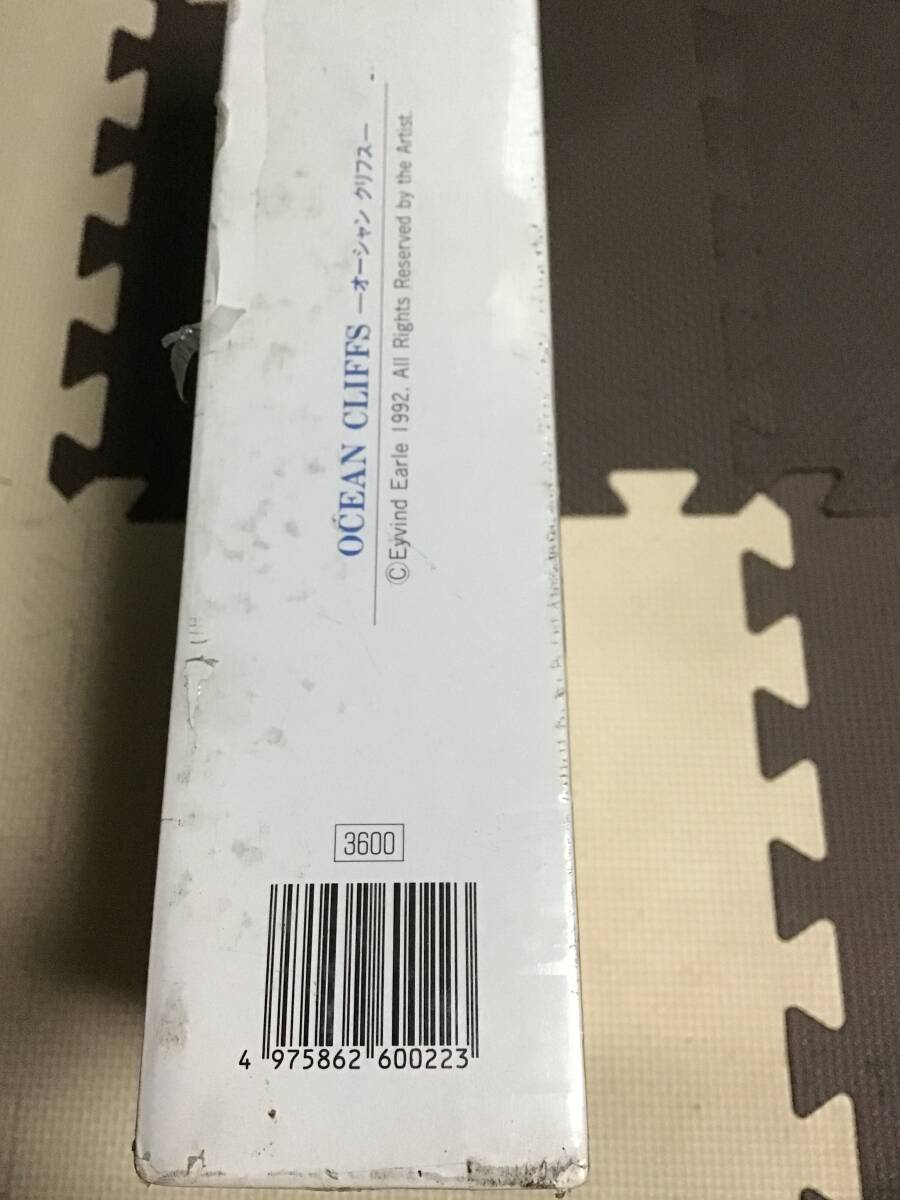 OCEAN CLIFFS —オーシャン クリフス—
©Eyvind Earle 1992. All Rights Reserved by the Artist.
3600
4 975862 600223